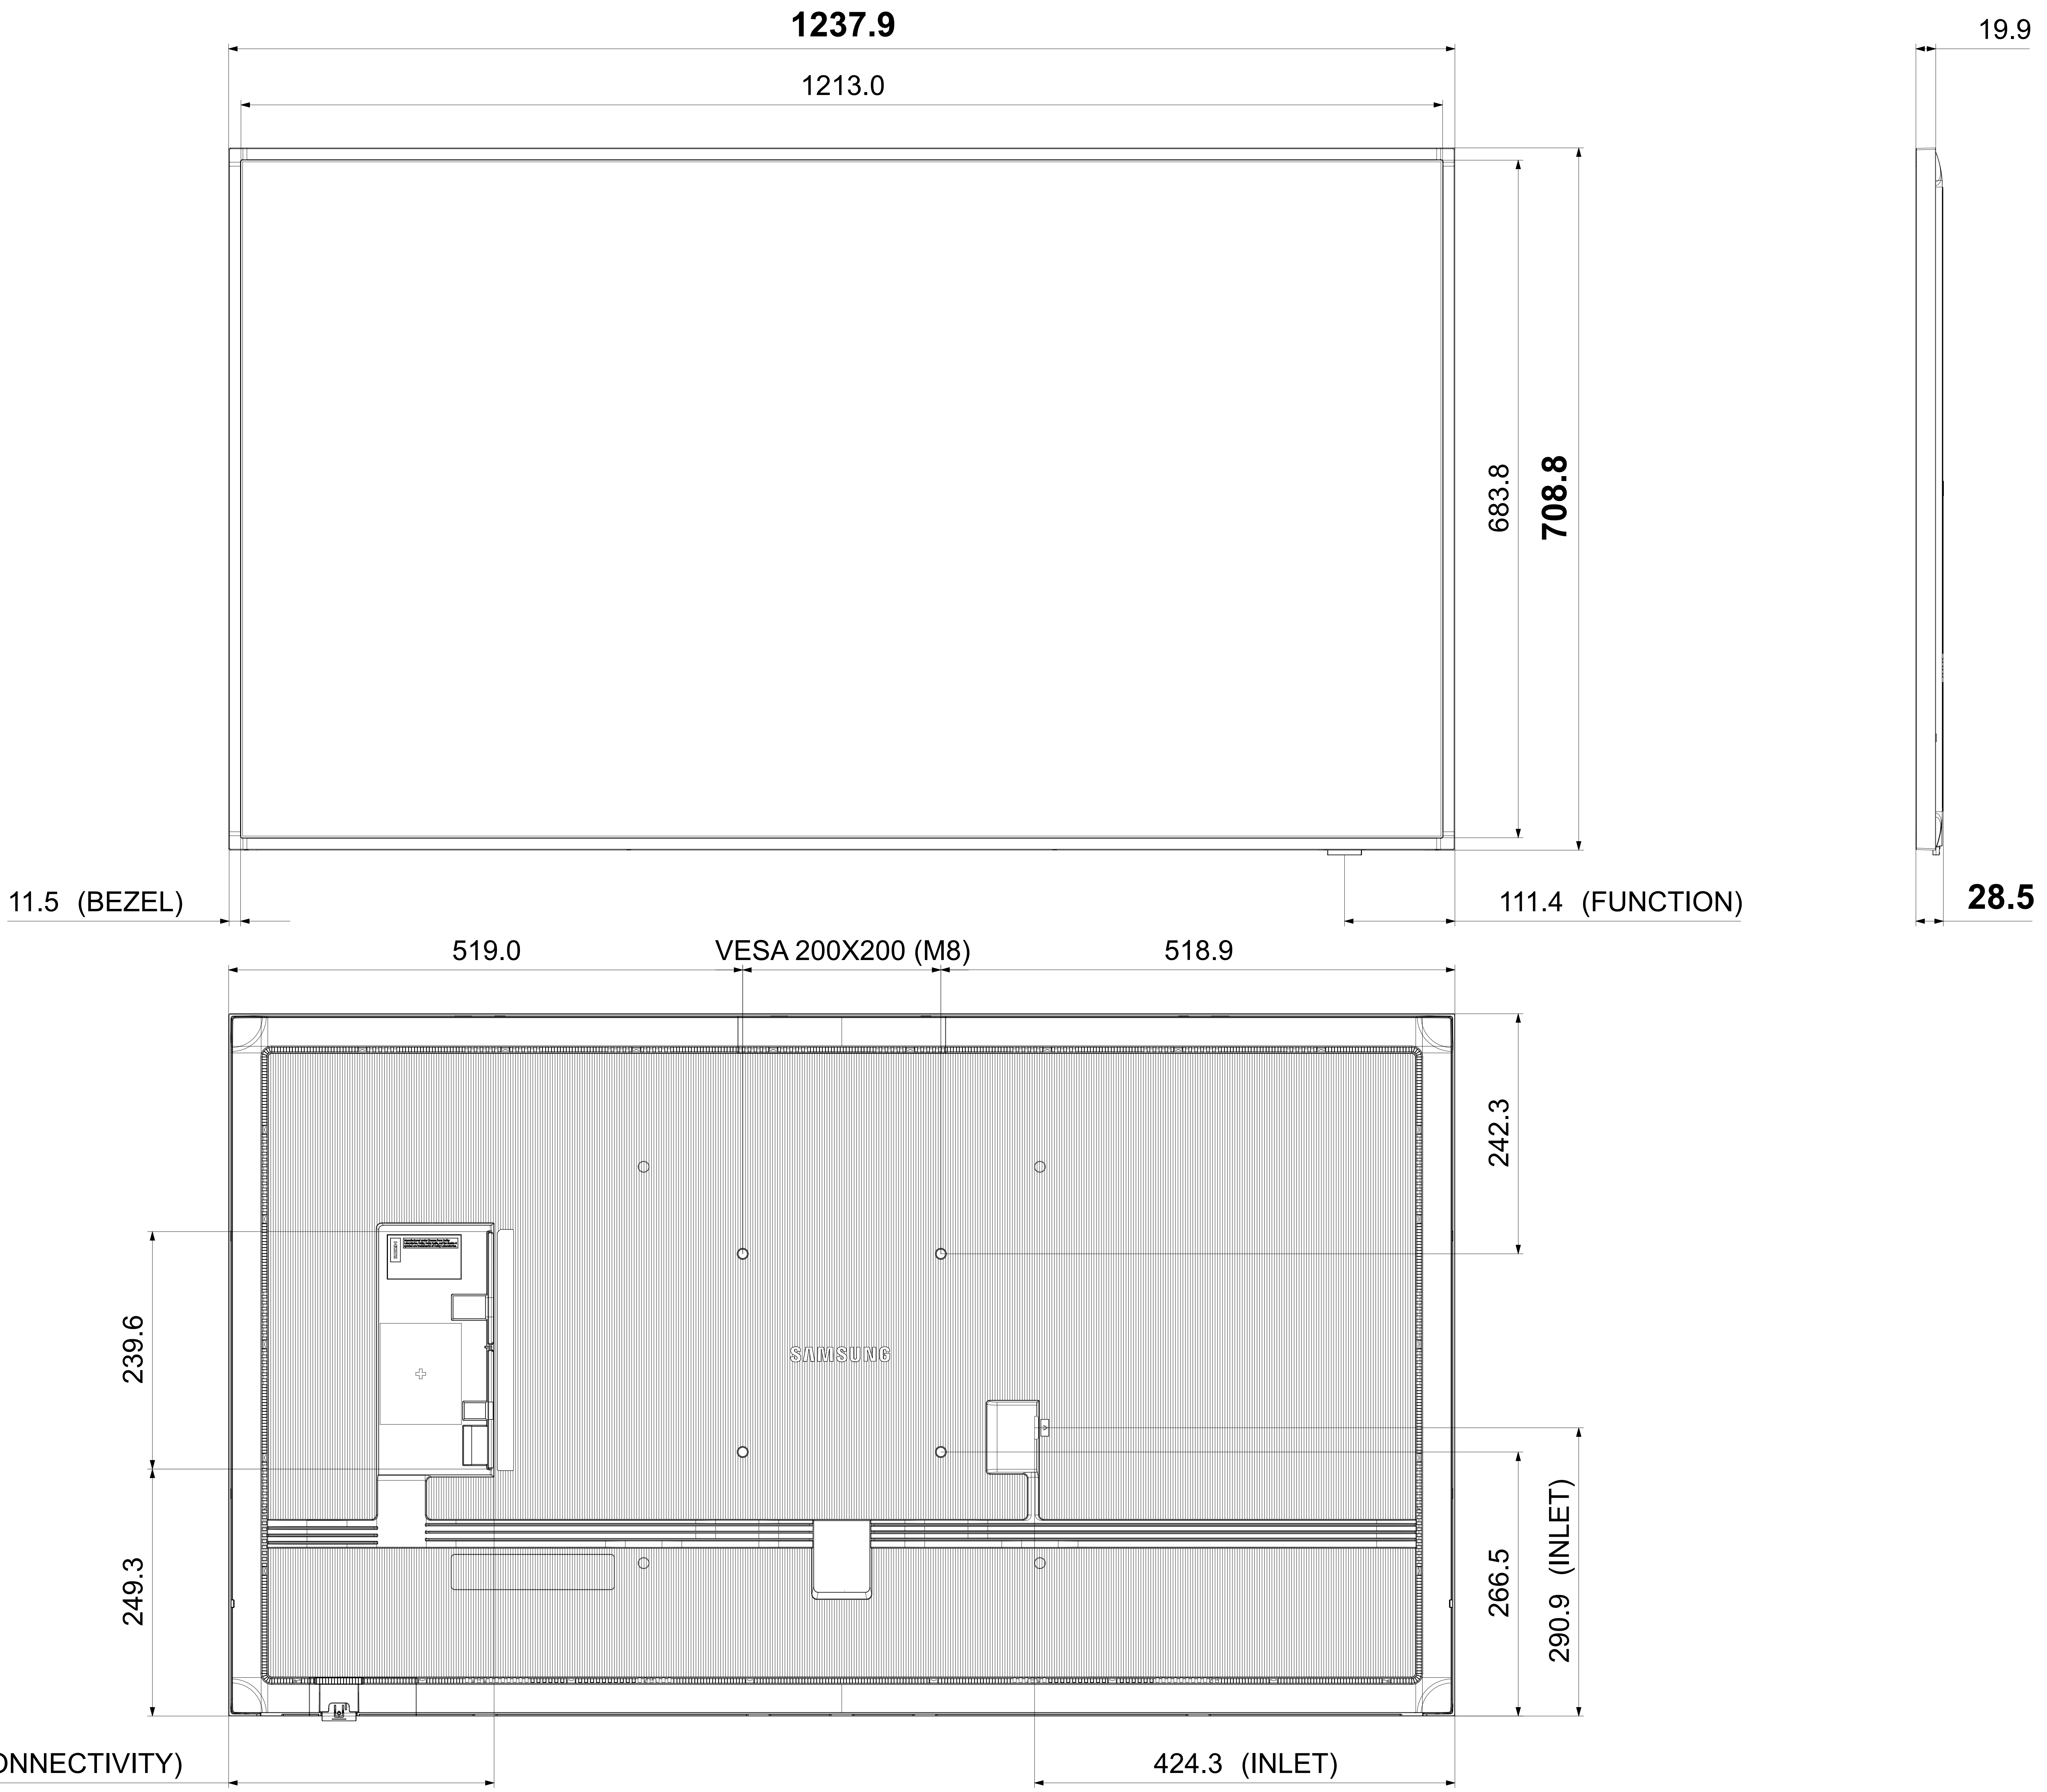 1237.9
19.9
1213.0
683.8
708.8
11.5 (BEZEL)
111.4 (FUNCTION)
28.5
519.0
VESA 200X200 (M8)
518.9
242.3
239.6
SAMSUNG
249.3
266.5
290.9 (INLET)
ONNECTIVITY)
424.3 (INLET)